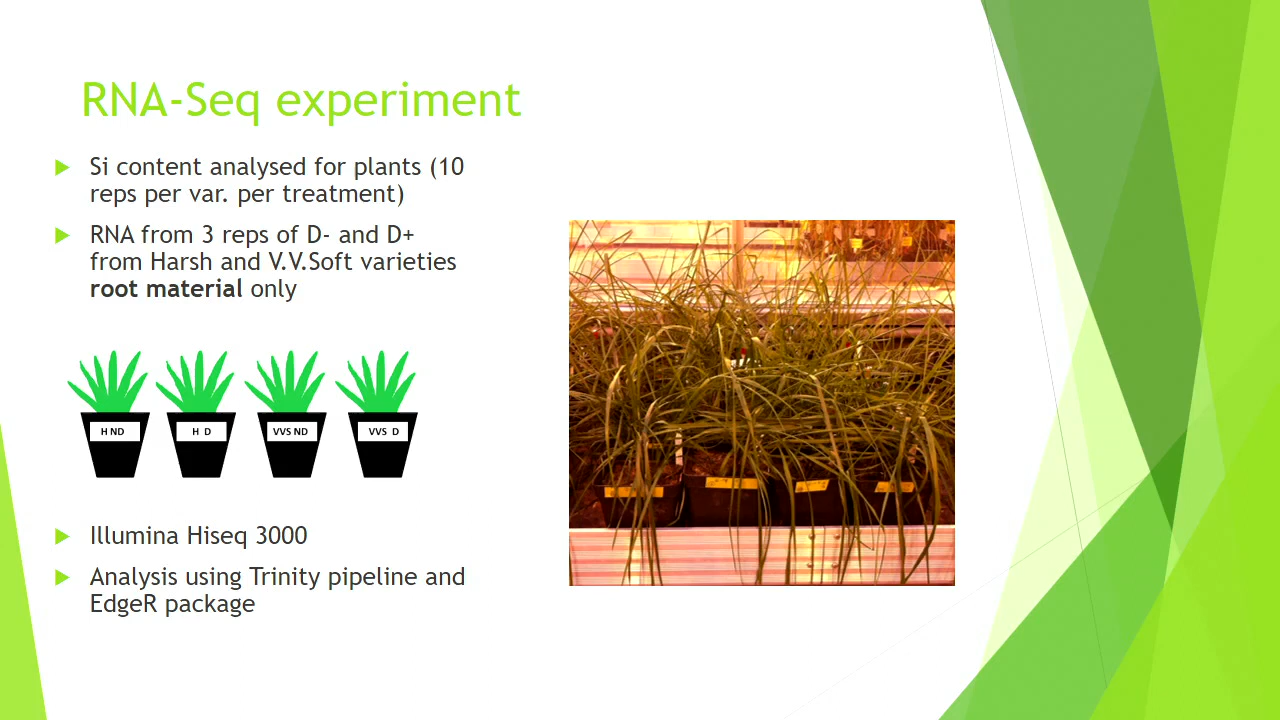 RNA-Seq experiment
Si content analysed for plants (10
reps per var. per treatment)
RNA from 3 reps of D- and D+
from Harsh and V.V.Soft varieties
root material only
H ND
H D
VVS ND
VVS D
Illumina Hiseq 3000
Analysis using Trinity pipeline and
EdgeR package